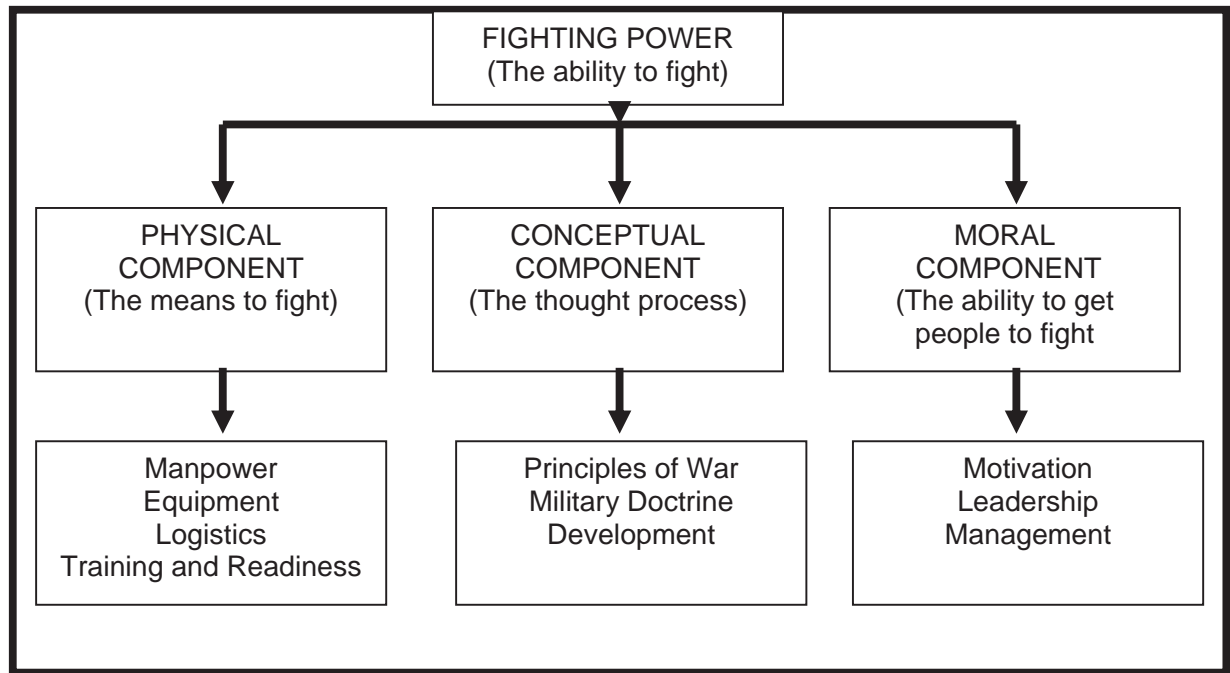 FIGHTING POWER
(The ability to fight)
PHYSICAL
COMPONENT
(The means to fight)
CONCEPTUAL
COMPONENT
(The thought process)
MORAL
COMPONENT
(The ability to get
people to fight
Manpower
Equipment
Logistics
Training and Readiness
Principles of War
Military Doctrine
Development
Motivation
Leadership
Management